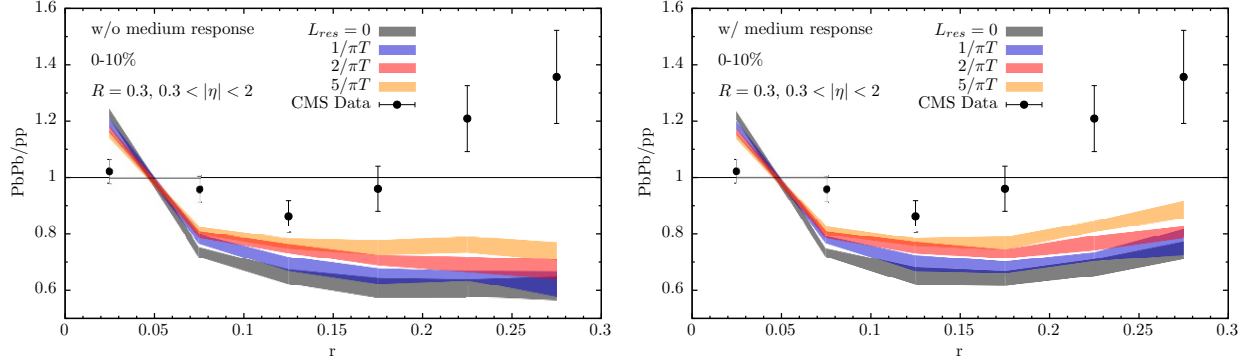 w/o medium response
0-10%
R = 0.3, 0.3 < |η| < 2
L_res = 0
1/πT
2/πT
5/πT
CMS Data
PbPb/pp
1.6
1.4
1.2
1
0.8
0.6
0 0.05 0.1 0.15 0.2 0.25 0.3
r
w/ medium response
0-10%
R = 0.3, 0.3 < |η| < 2
L_res = 0
1/πT
2/πT
5/πT
CMS Data
PbPb/pp
1.6
1.4
1.2
1
0.8
0.6
0 0.05 0.1 0.15 0.2 0.25 0.3
r